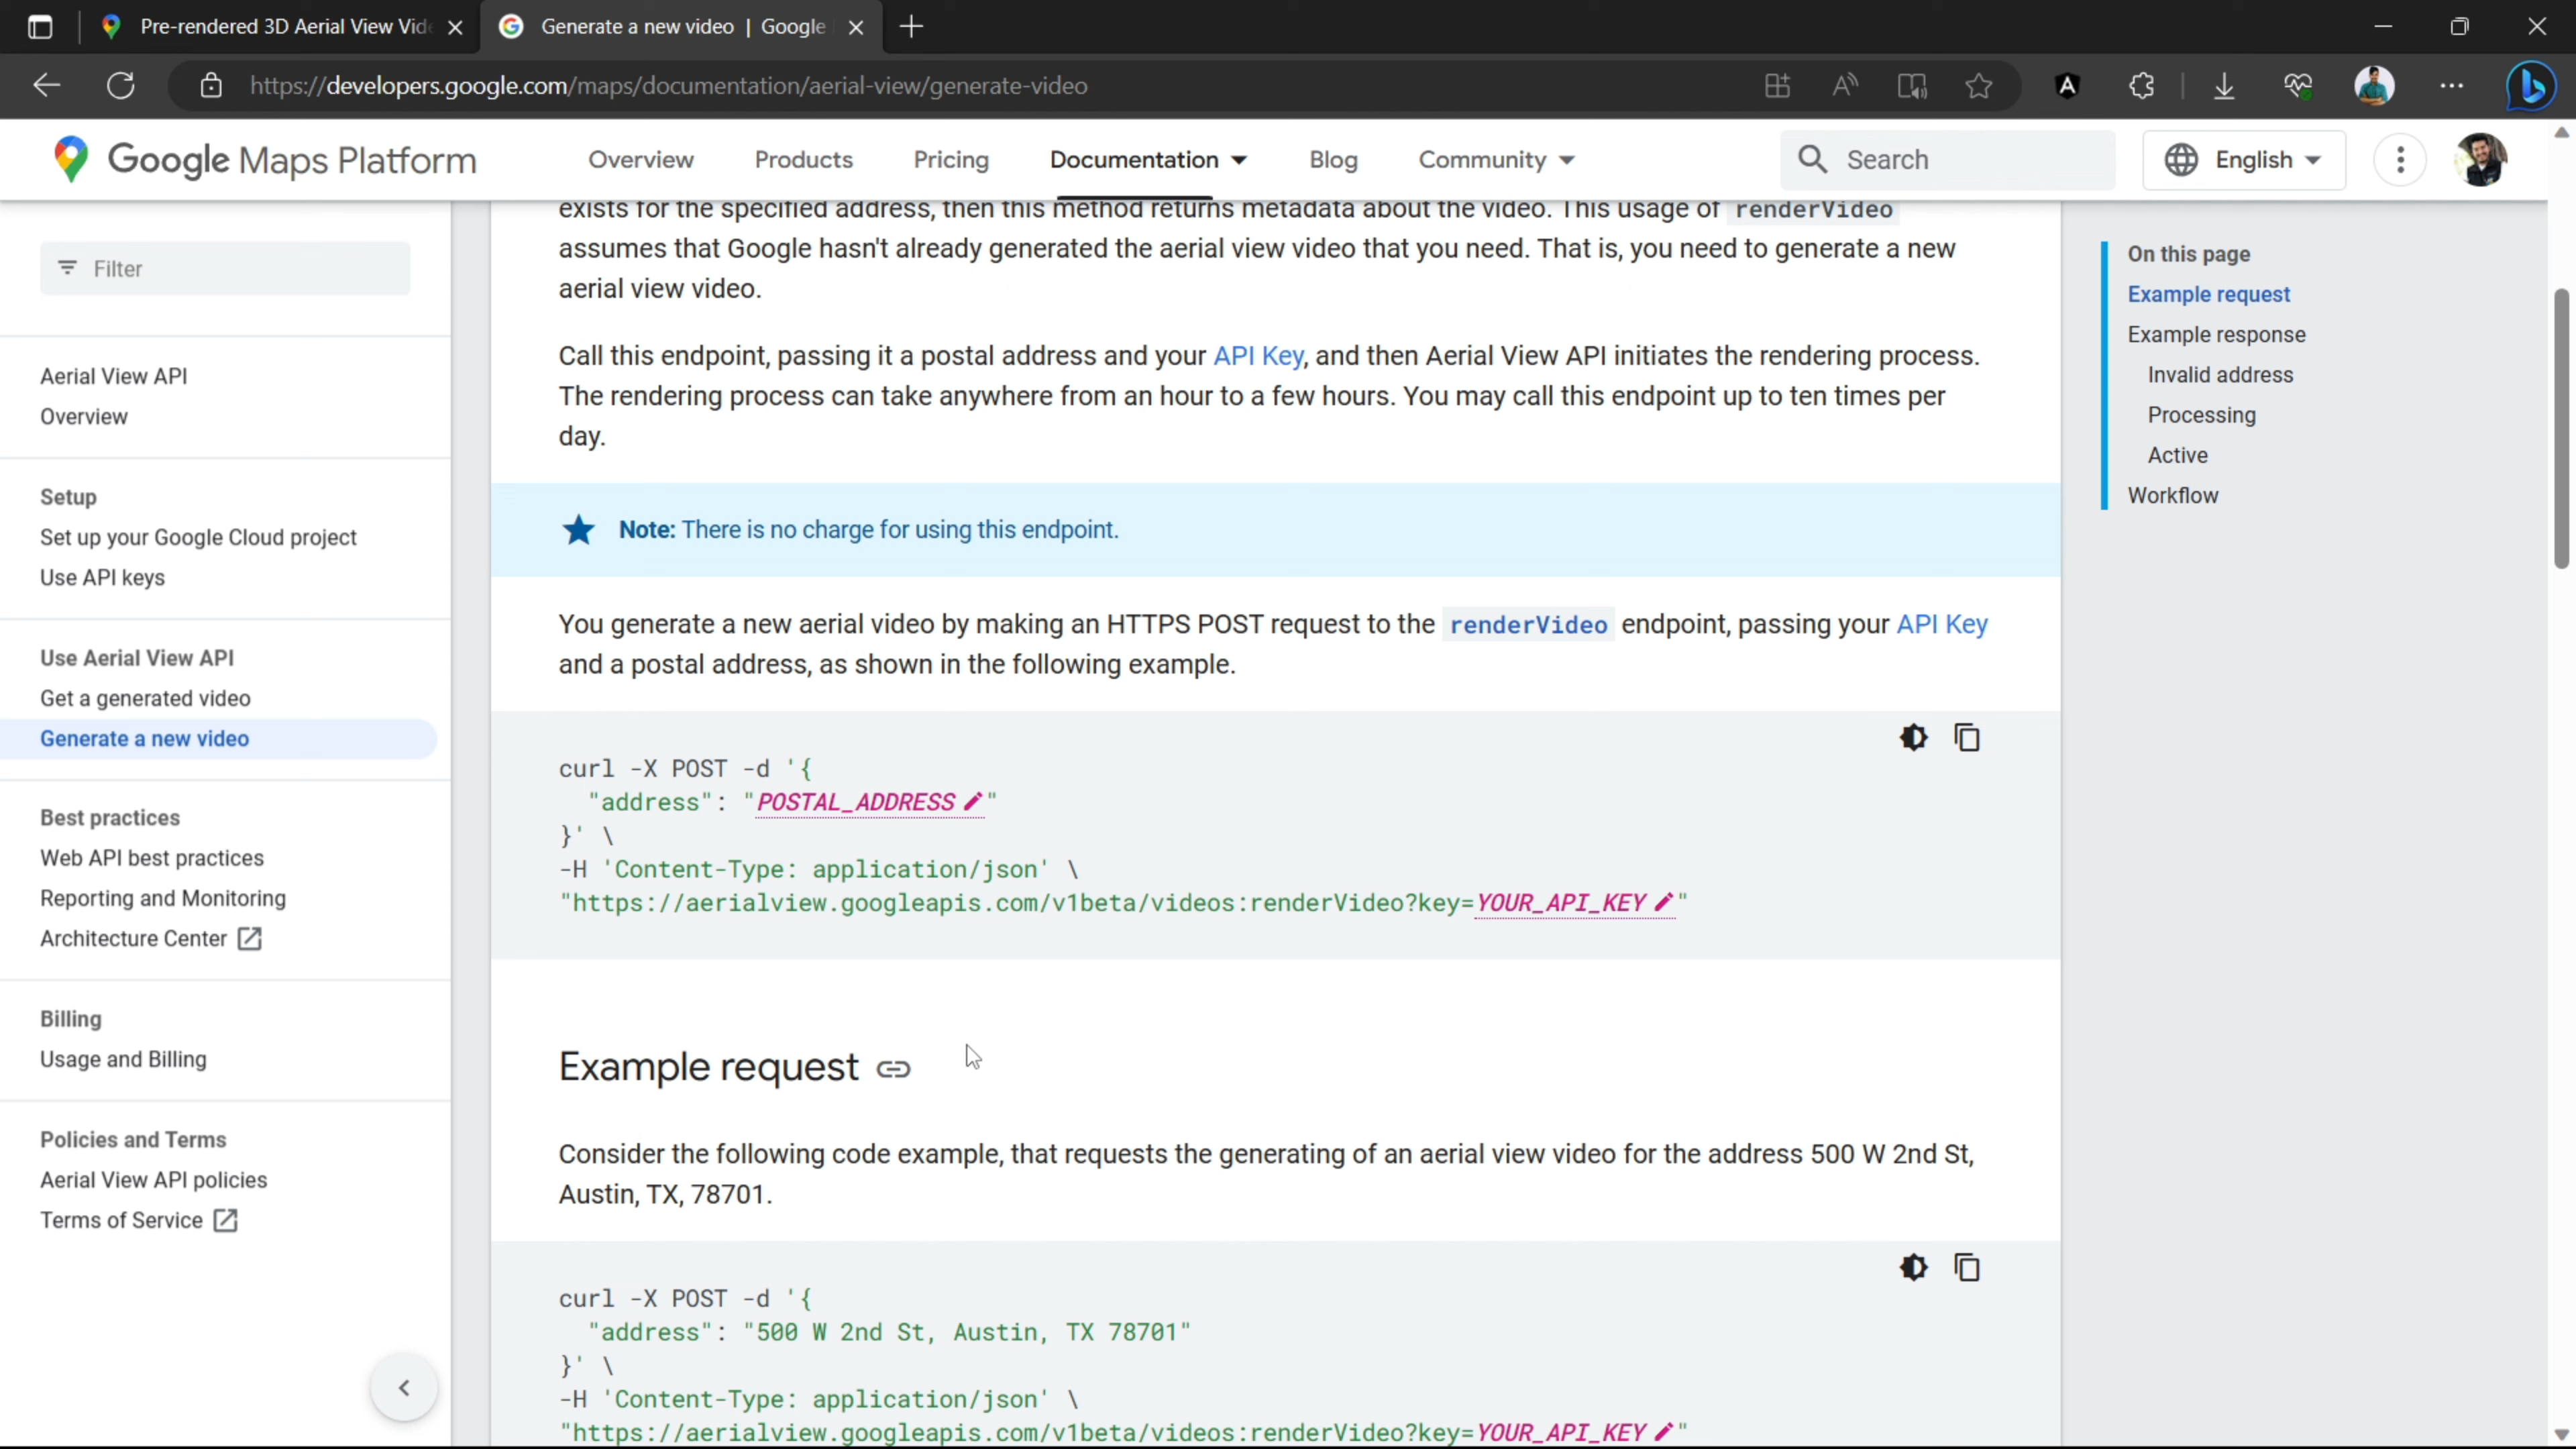 Pre-rendered 3D Aerial View Vid
Generate a new video | Google
https://developers.google.com/maps/documentation/aerial-view/generate-video
Google Maps Platform
Overview
Products
Pricing
Documentation
Blog
Community
Search
English
Filter
Aerial View API
Overview
Setup
Set up your Google Cloud project
Use API keys
Use Aerial View API
Get a generated video
Generate a new video
Best practices
Web API best practices
Reporting and Monitoring
Architecture Center
Billing
Usage and Billing
Policies and Terms
Aerial View API policies
Terms of Service
exists for the specified address, then this method returns metadata about the video. This usage of renderVideo
assumes that Google hasn't already generated the aerial view video that you need. That is, you need to generate a new
aerial view video.
Call this endpoint, passing it a postal address and your API Key, and then Aerial View API initiates the rendering process.
The rendering process can take anywhere from an hour to a few hours. You may call this endpoint up to ten times per
day.
Note: There is no charge for using this endpoint.
You generate a new aerial video by making an HTTPS POST request to the renderVideo endpoint, passing your API Key
and a postal address, as shown in the following example.
curl -X POST -d '{
"address": "POSTAL_ADDRESS"
}' \
-H 'Content-Type: application/json' \
"https://aerialview.googleapis.com/v1beta/videos:renderVideo?key=YOUR_API_KEY"
Example request
Consider the following code example, that requests the generating of an aerial view video for the address 500 W 2nd St,
Austin, TX, 78701.
curl -X POST -d '{
"address": "500 W 2nd St, Austin, TX 78701"
}' \
-H 'Content-Type: application/json' \
"https://aerialview.googleapis.com/v1beta/videos:renderVideo?key=YOUR_API_KEY"
On this page
Example request
Example response
Invalid address
Processing
Active
Workflow